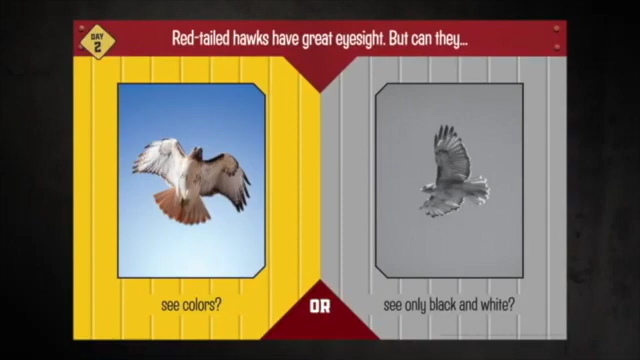 DAY
2
Red-tailed hawks have great eyesight. But can they...
see colors?
OR
see only black and white?